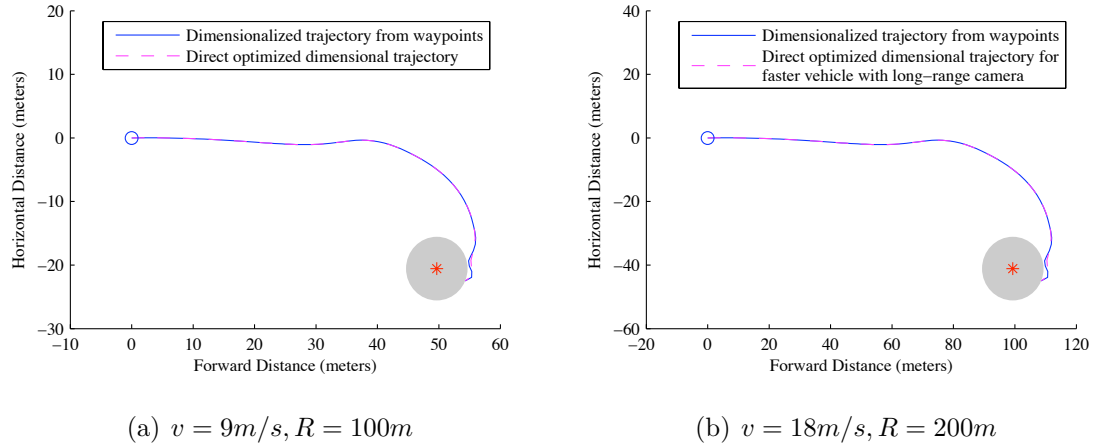 Dimensionalized trajectory from waypoints
Direct optimized dimensional trajectory
20
10
0
−10
−20
−30
Horizontal Distance (meters)
−10 0 10 20 30 40 50 60
Forward Distance (meters)
(a) v = 9m/s, R = 100m
Dimensionalized trajectory from waypoints
Direct optimized dimensional trajectory for
faster vehicle with long−range camera
40
20
0
−20
−40
−60
Horizontal Distance (meters)
−20 0 20 40 60 80 100 120
Forward Distance (meters)
(b) v = 18m/s, R = 200m